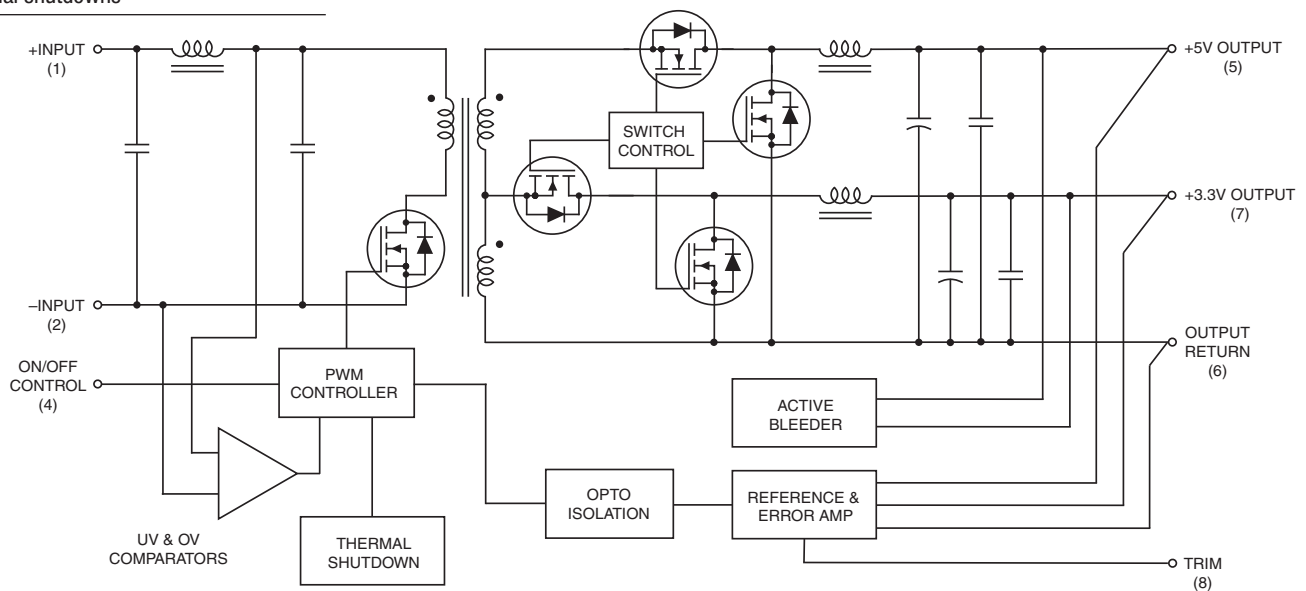 +INPUT
(1)
+5V OUTPUT
(5)
SWITCH
CONTROL
+3.3V OUTPUT
(7)
–INPUT
(2)
OUTPUT
RETURN
(6)
ON/OFF
CONTROL
(4)
PWM
CONTROLLER
ACTIVE
BLEEDER
OPTO
ISOLATION
REFERENCE &
ERROR AMP
UV & OV
COMPARATORS
THERMAL
SHUTDOWN
TRIM
(8)